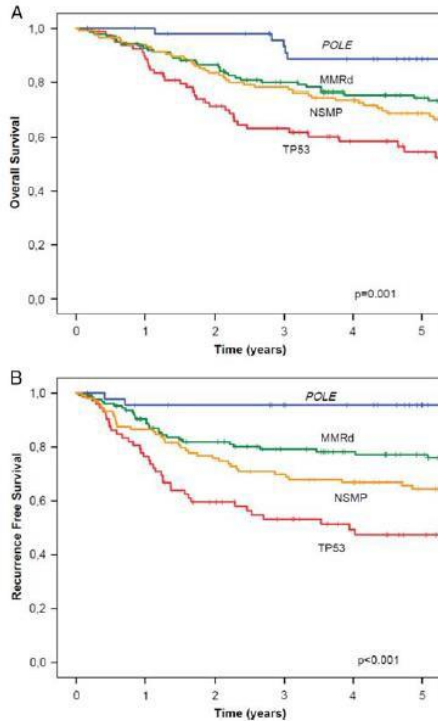 A
Overall Survival
1,0
0,8
0,6
0,4
0,2
0,0
POLE
MMRd
NSMP
TP53
p=0.001
0 1 2 3 4 5
Time (years)
B
Recurrence Free Survival
1,0
0,8
0,6
0,4
0,2
0,0
POLE
MMRd
NSMP
TP53
p<0.001
0 1 2 3 4 5
Time (years)